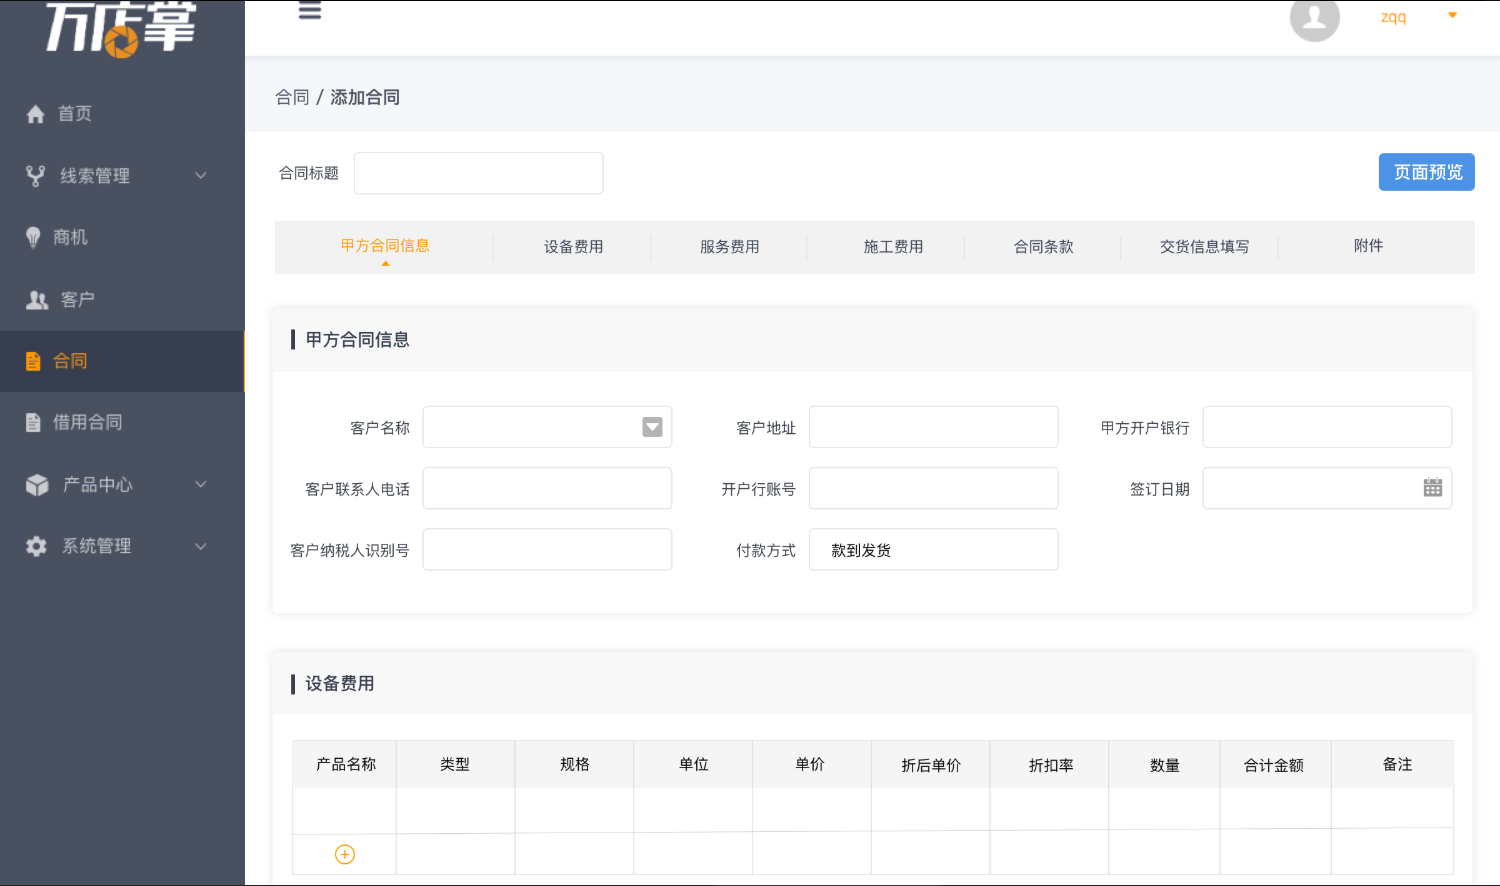 万店掌
zqq
首页
线索管理
商机
客户
合同
借用合同
产品中心
系统管理
合同 / 添加合同
合同标题
页面预览
甲方合同信息 设备费用 服务费用 施工费用 合同条款 交货信息填写 附件
甲方合同信息
客户名称 客户地址 甲方开户银行
客户联系人电话 开户行账号 签订日期
客户纳税人识别号 付款方式 款到发货
设备费用
产品名称 类型 规格 单位 单价 折后单价 折扣率 数量 合计金额 备注